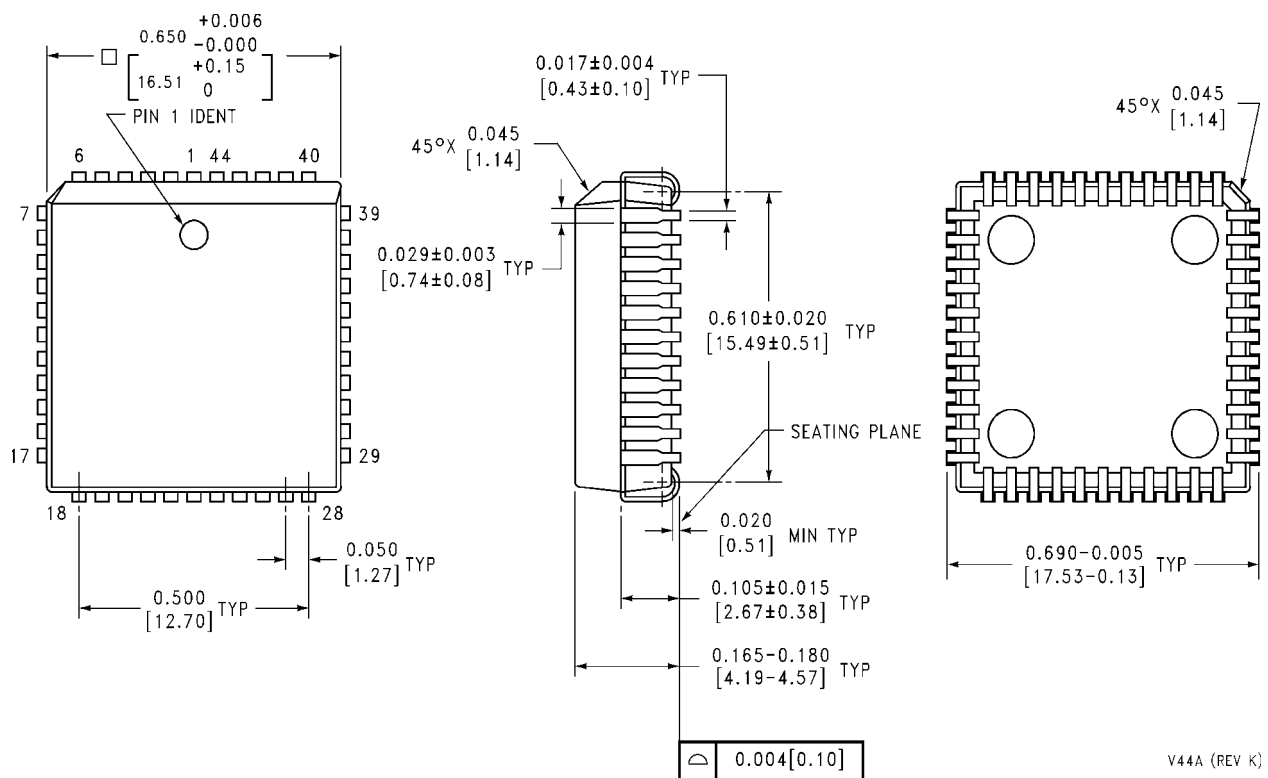 0.650 +0.006 -0.000
[16.51 +0.15 0]
PIN 1 IDENT
6 1 44 40
7 39
17 29
18 28
0.050 TYP
[1.27]
0.500 TYP
[12.70]
0.017±0.004 TYP
[0.43±0.10]
45°X 0.045
[1.14]
0.029±0.003 TYP
[0.74±0.08]
0.610±0.020 TYP
[15.49±0.51]
SEATING PLANE
0.020 MIN TYP
[0.51]
0.105±0.015 TYP
[2.67±0.38]
0.165-0.180 TYP
[4.19-4.57]
0.004[0.10]
45°X 0.045
[1.14]
0.690-0.005 TYP
[17.53-0.13]
V44A (REV K)